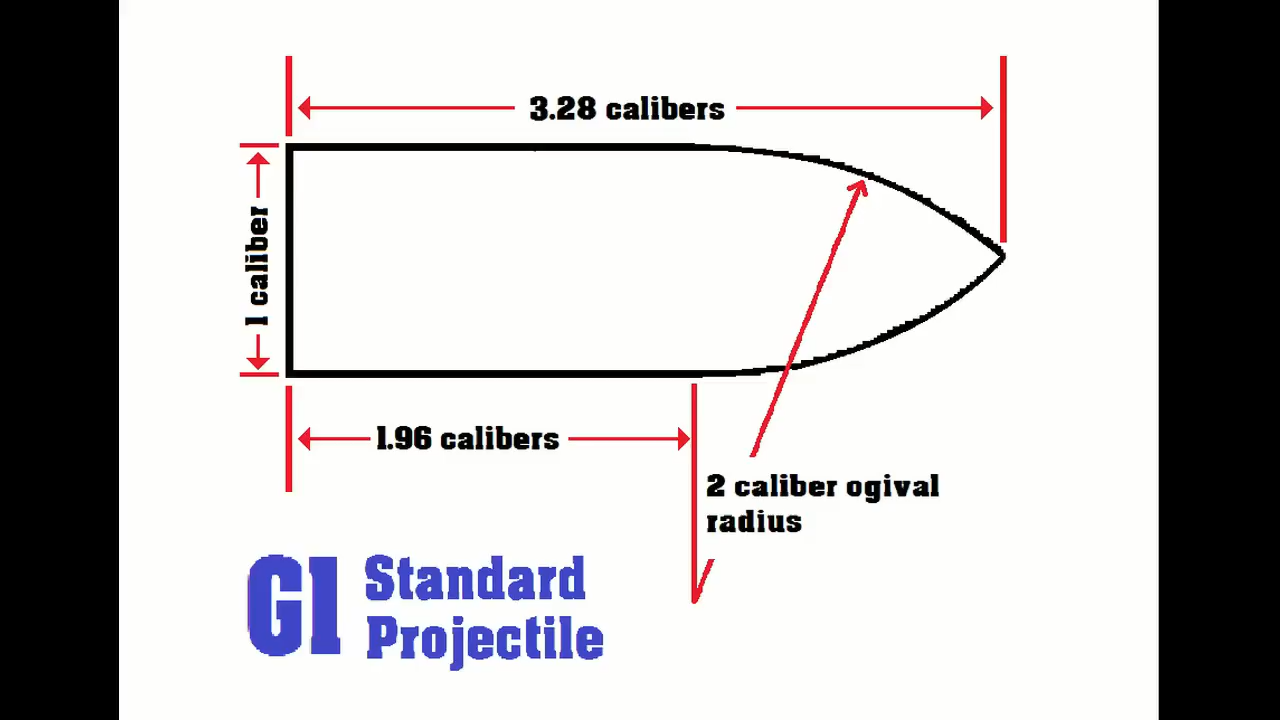 3.28 calibers
1 caliber
1.96 calibers
2 caliber ogival
radius
G1 Standard
Projectile